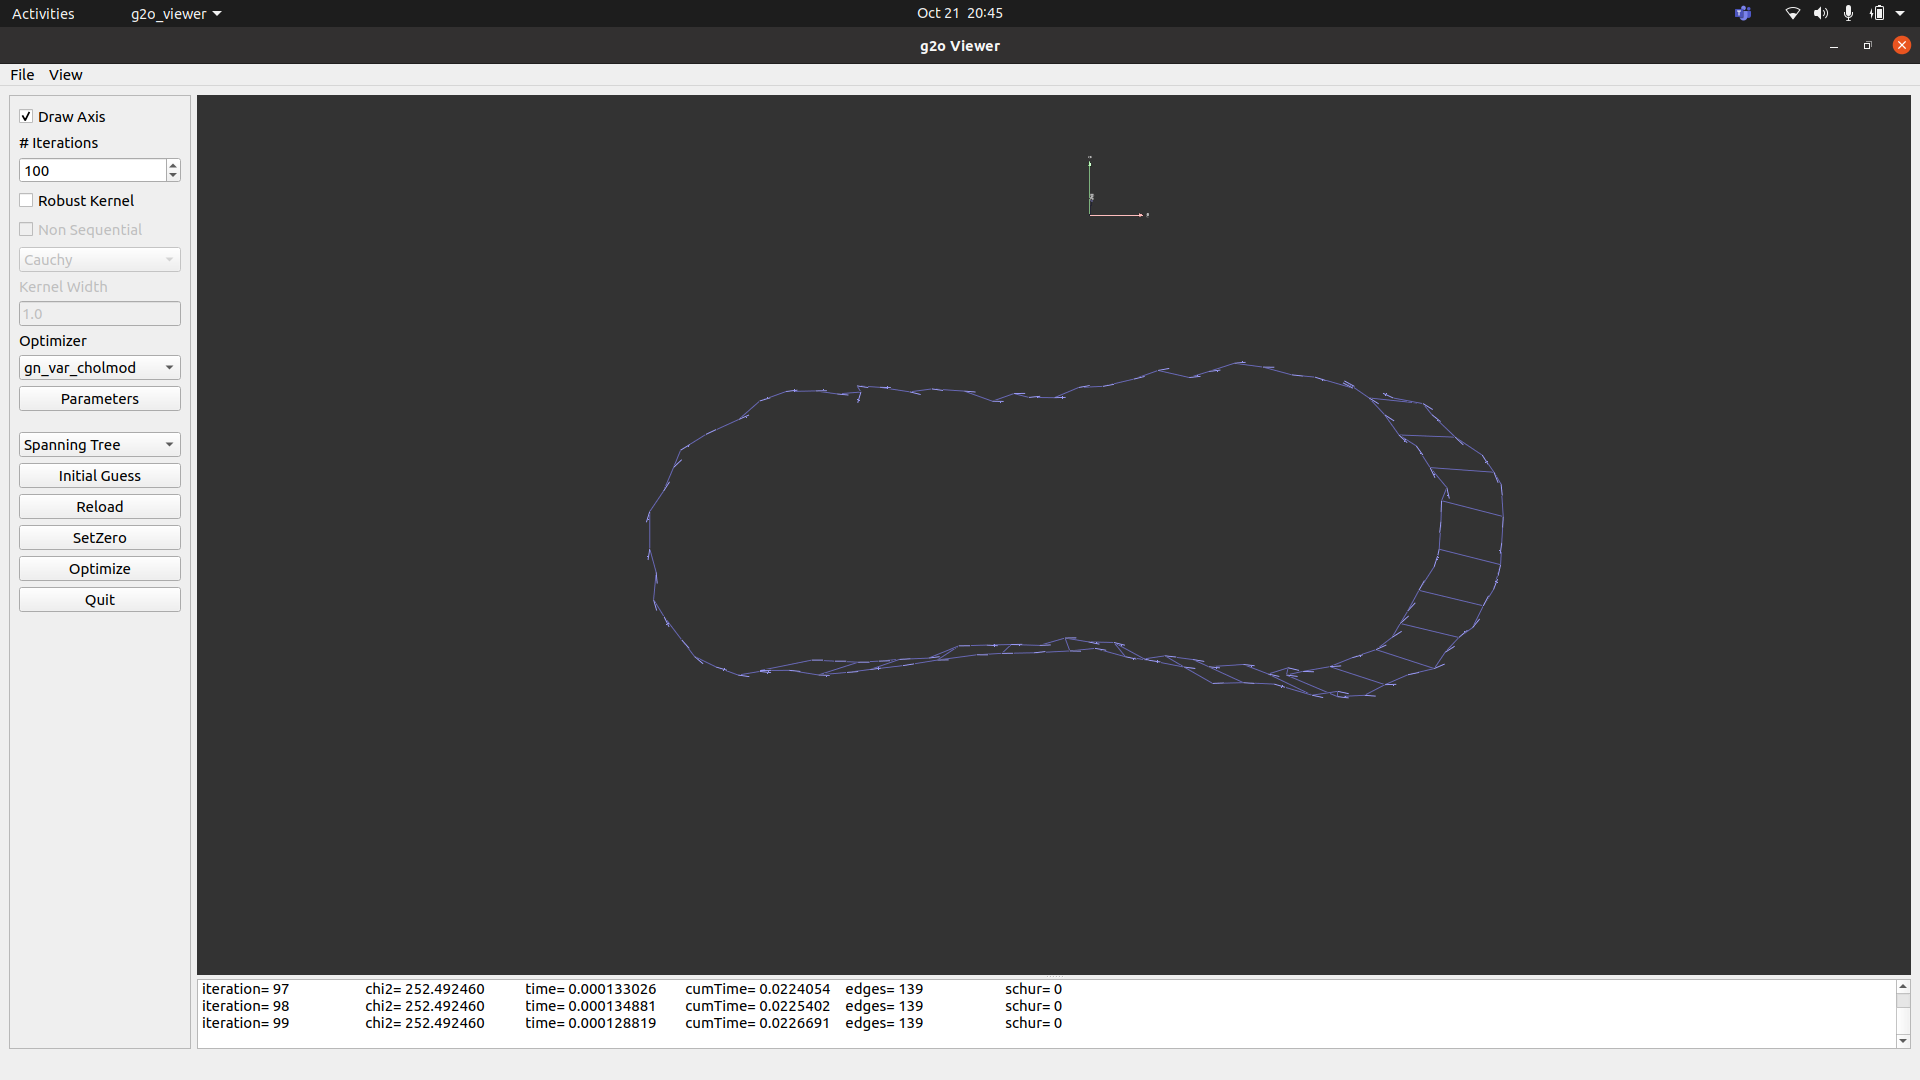 Activities
g2o_viewer
Oct 21 20:45
g2o Viewer
File View
Draw Axis
# Iterations
100
Robust Kernel
Non Sequential
Cauchy
Kernel Width
1.0
Optimizer
gn_var_cholmod
Parameters
Spanning Tree
Initial Guess
Reload
SetZero
Optimize
Quit
iteration= 97 chi2= 252.492460 time= 0.000133026 cumTime= 0.0224054 edges= 139 schur= 0
iteration= 98 chi2= 252.492460 time= 0.000134881 cumTime= 0.0225402 edges= 139 schur= 0
iteration= 99 chi2= 252.492460 time= 0.000128819 cumTime= 0.0226691 edges= 139 schur= 0